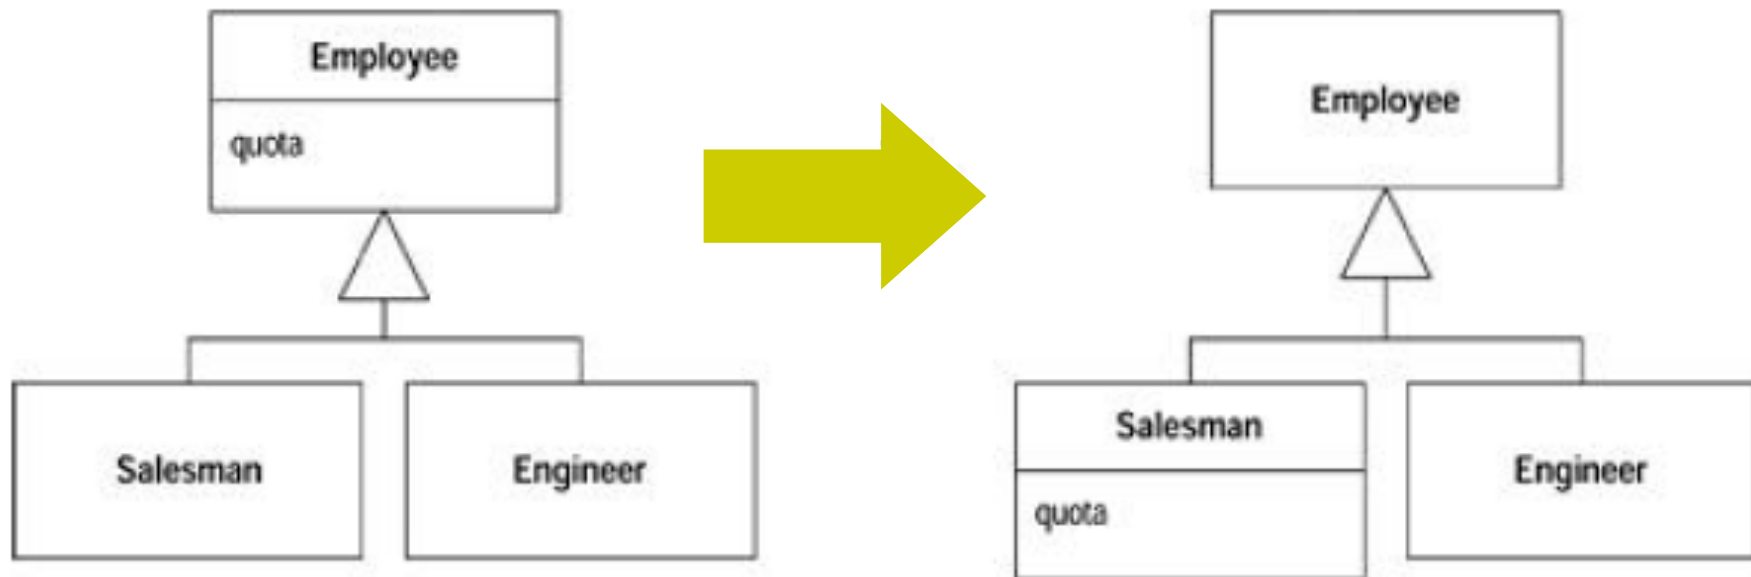 Employee
quota
Salesman
Engineer
Employee
Salesman
quota
Engineer